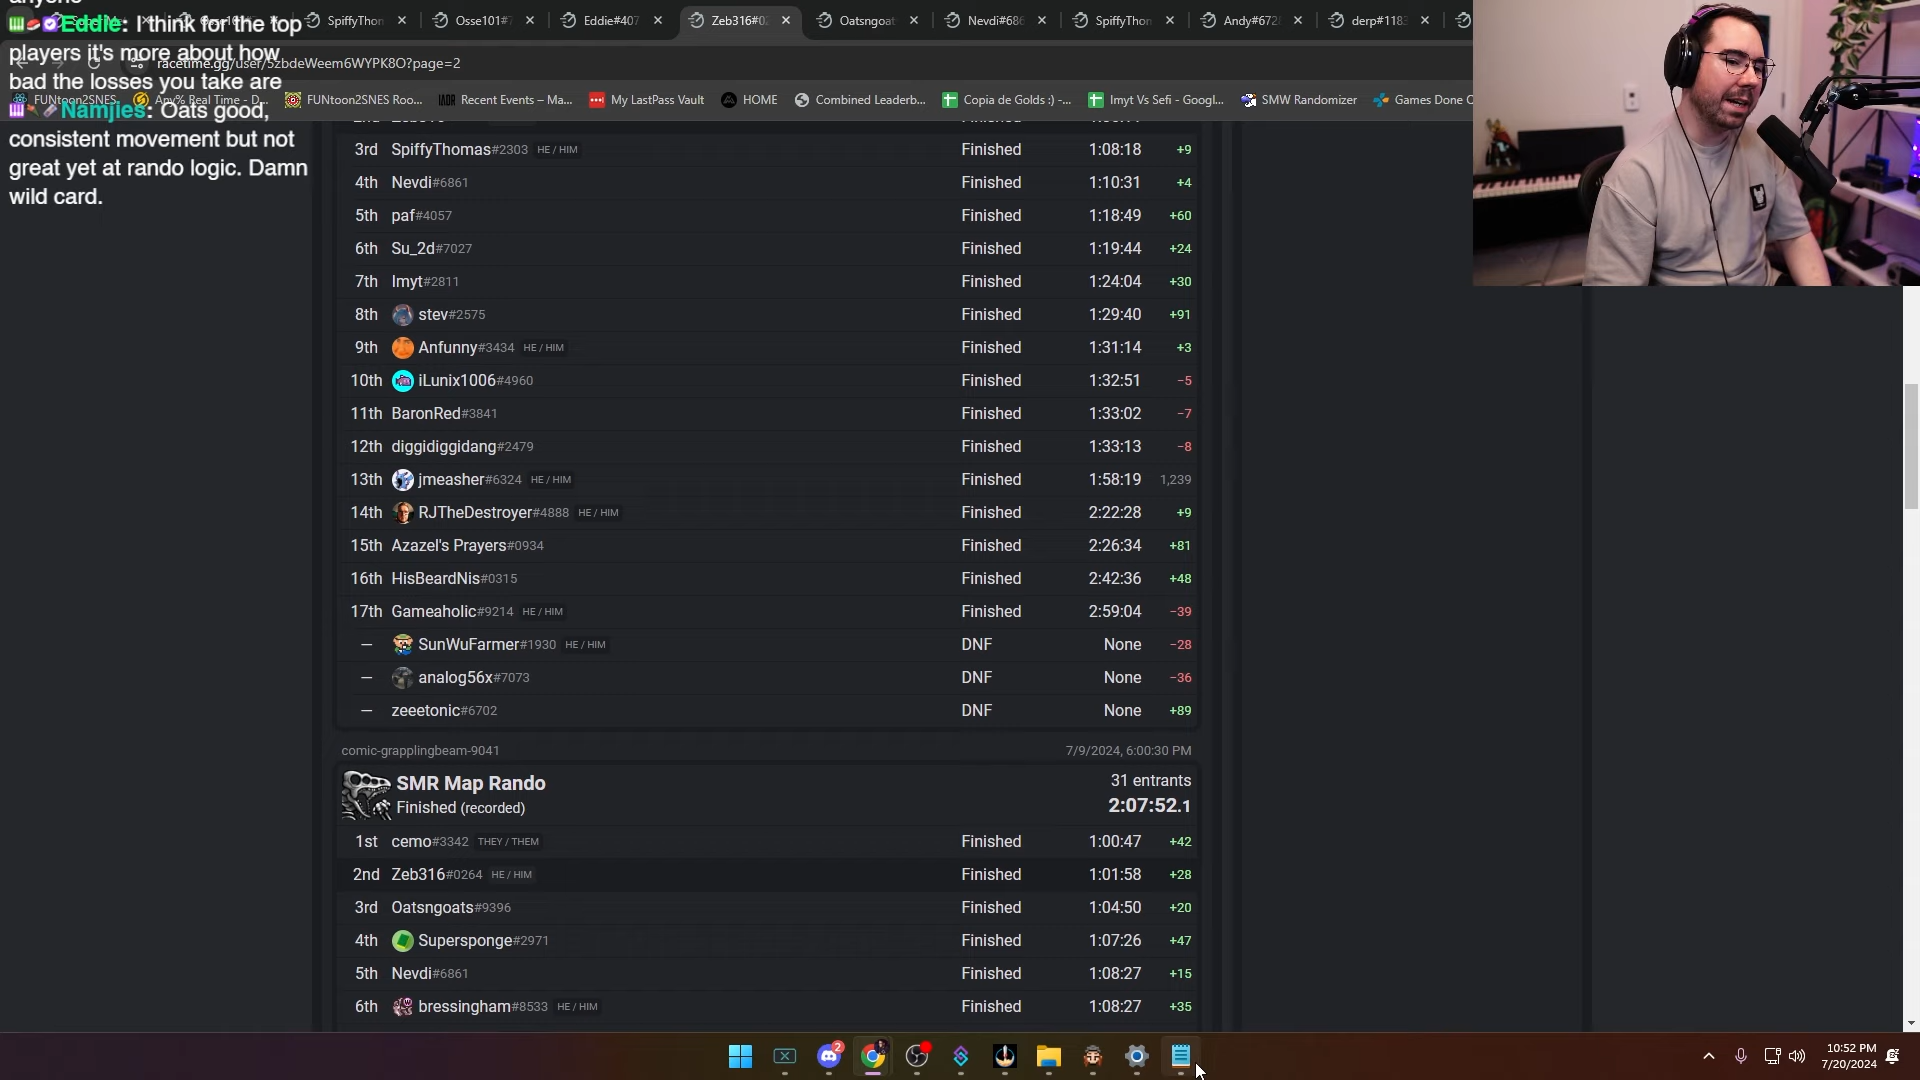 Eddie: I think for the top
players it's more about how
bad the losses you take are
Namjies: Oats good,
consistent movement but not
great yet at rando logic. Damn
wild card.
SpiffyThon
Osse101#
Eddie#407
Zeb316#02
Oatsngoat
Nevdi#686
SpiffyThon
Andy#672
derp#118
racetime.gg/user/5zbdeWeem6WYPK8O?page=2
FUNtoon2SNES
Any% Real Time - D...
FUNtoon2SNES Roo...
Recent Events – Ma...
My LastPass Vault
HOME
Combined Leaderb...
Copia de Golds :) -...
Imyt Vs Sefi - Googl...
SMW Randomizer
Games Done C
3rd SpiffyThomas#2303 HE / HIM Finished 1:08:18 +9
4th Nevdi#6861 Finished 1:10:31 +4
5th paf#4057 Finished 1:18:49 +60
6th Su_2d#7027 Finished 1:19:44 +24
7th Imyt#2811 Finished 1:24:04 +30
8th stev#2575 Finished 1:29:40 +91
9th Anfunny#3434 HE / HIM Finished 1:31:14 +3
10th iLunix1006#4960 Finished 1:32:51 −5
11th BaronRed#3841 Finished 1:33:02 −7
12th diggidiggidang#2479 Finished 1:33:13 −8
13th jmeasher#6324 HE / HIM Finished 1:58:19 1,239
14th RJTheDestroyer#4888 HE / HIM Finished 2:22:28 +9
15th Azazel's Prayers#0934 Finished 2:26:34 +81
16th HisBeardNis#0315 Finished 2:42:36 +48
17th Gameaholic#9214 HE / HIM Finished 2:59:04 −39
— SunWuFarmer#1930 HE / HIM DNF None −28
— analog56x#7073 DNF None −36
— zeeetonic#6702 DNF None +89
comic-grapplingbeam-9041 7/9/2024, 6:00:30 PM
SMR Map Rando 31 entrants
Finished (recorded) 2:07:52.1
1st cemo#3342 THEY / THEM Finished 1:00:47 +42
2nd Zeb316#0264 HE / HIM Finished 1:01:58 +28
3rd Oatsngoats#9396 Finished 1:04:50 +20
4th Supersponge#2971 Finished 1:07:26 +47
5th Nevdi#6861 Finished 1:08:27 +15
6th bressingham#8533 HE / HIM Finished 1:08:27 +35
2
10:52 PM
7/20/2024